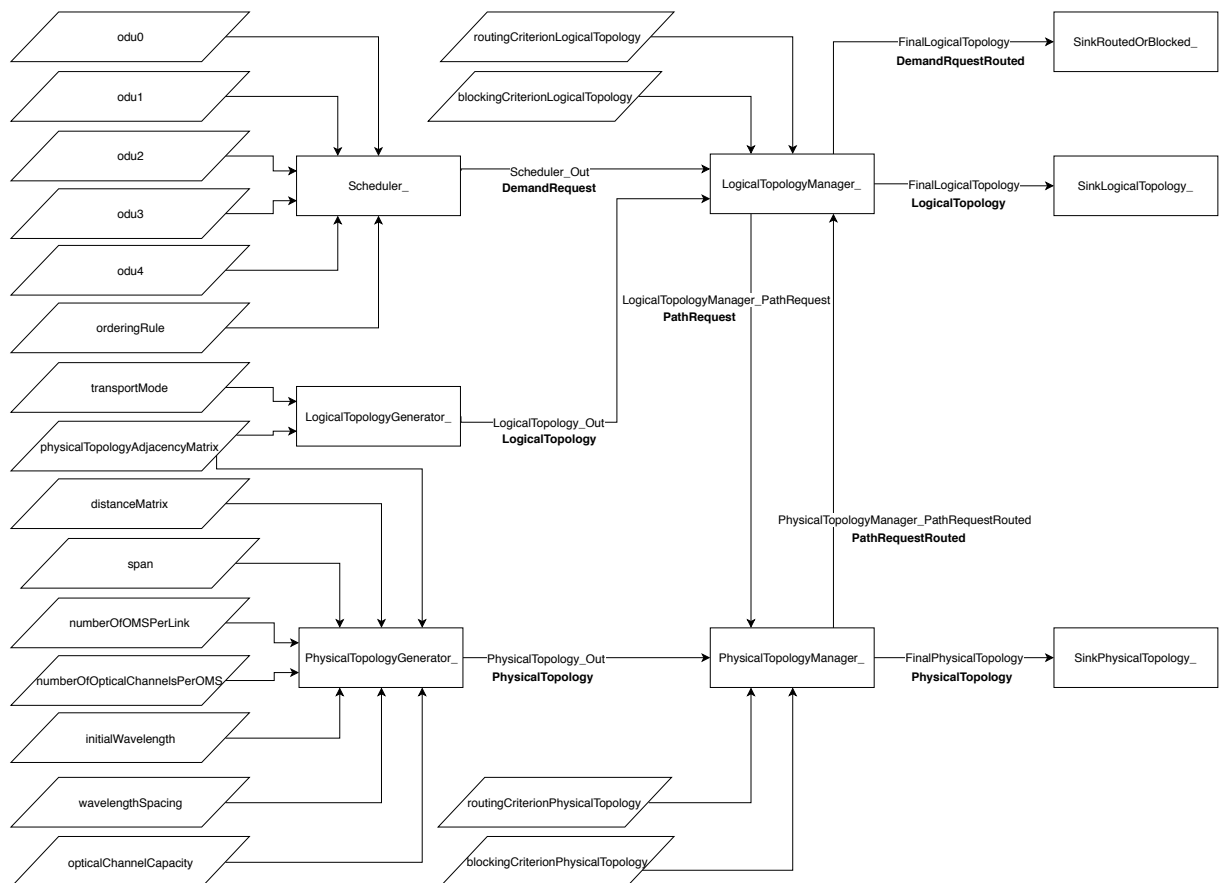 odu0
odu1
odu2
odu3
odu4
orderingRule
transportMode
physicalTopologyAdjacencyMatrix
distanceMatrix
span
numberOfOMSPerLink
numberOfOpticalChannelsPerOMS
initialWavelength
wavelengthSpacing
opticalChannelCapacity
Scheduler_
LogicalTopologyGenerator_
PhysicalTopologyGenerator_
routingCriterionLogicalTopology
blockingCriterionLogicalTopology
Scheduler_Out
DemandRequest
LogicalTopology_Out
LogicalTopology
PhysicalTopology_Out
PhysicalTopology
routingCriterionPhysicalTopology
blockingCriterionPhysicalTopology
LogicalTopologyManager_
LogicalTopologyManager_PathRequest
PathRequest
PhysicalTopologyManager_PathRequestRouted
PathRequestRouted
PhysicalTopologyManager_
FinalLogicalTopology
DemandRquestRouted
FinalLogicalTopology
LogicalTopology
FinalPhysicalTopology
PhysicalTopology
SinkRoutedOrBlocked_
SinkLogicalTopology_
SinkPhysicalTopology_